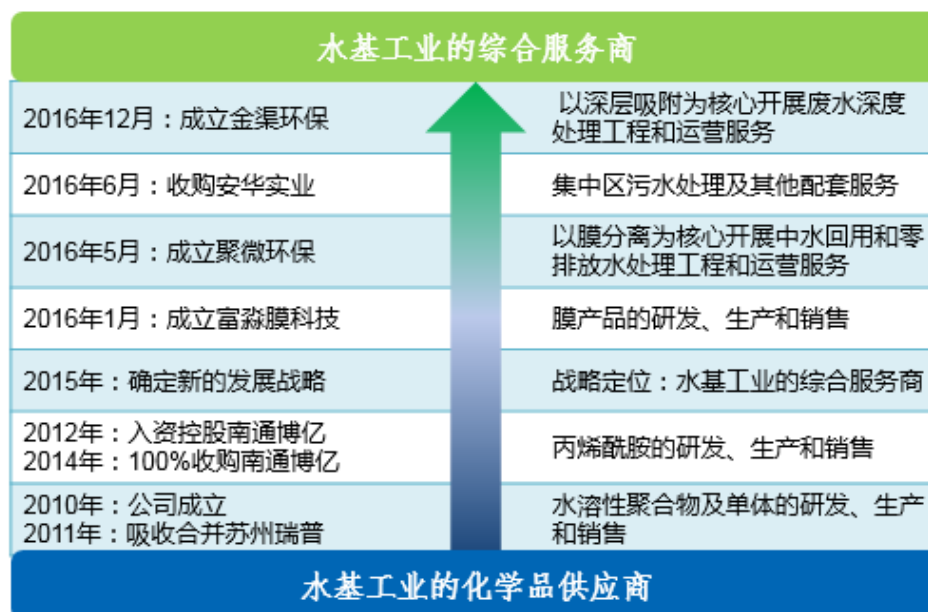 水基工业的综合服务商
2016年12月：成立金渠环保
以深层吸附为核心开展废水深度
处理工程和运营服务
2016年6月：收购安华实业
集中区污水处理及其他配套服务
2016年5月：成立聚微环保
以膜分离为核心开展中水回用和零
排放水处理工程和运营服务
2016年1月：成立富淼膜科技
膜产品的研发、生产和销售
2015年：确定新的发展战略
战略定位：水基工业的综合服务商
2012年：入资控股南通博亿
2014年：100%收购南通博亿
丙烯酰胺的研发、生产和销售
2010年：公司成立
2011年：吸收合并苏州瑞普
水溶性聚合物及单体的研发、生产
和销售
水基工业的化学品供应商